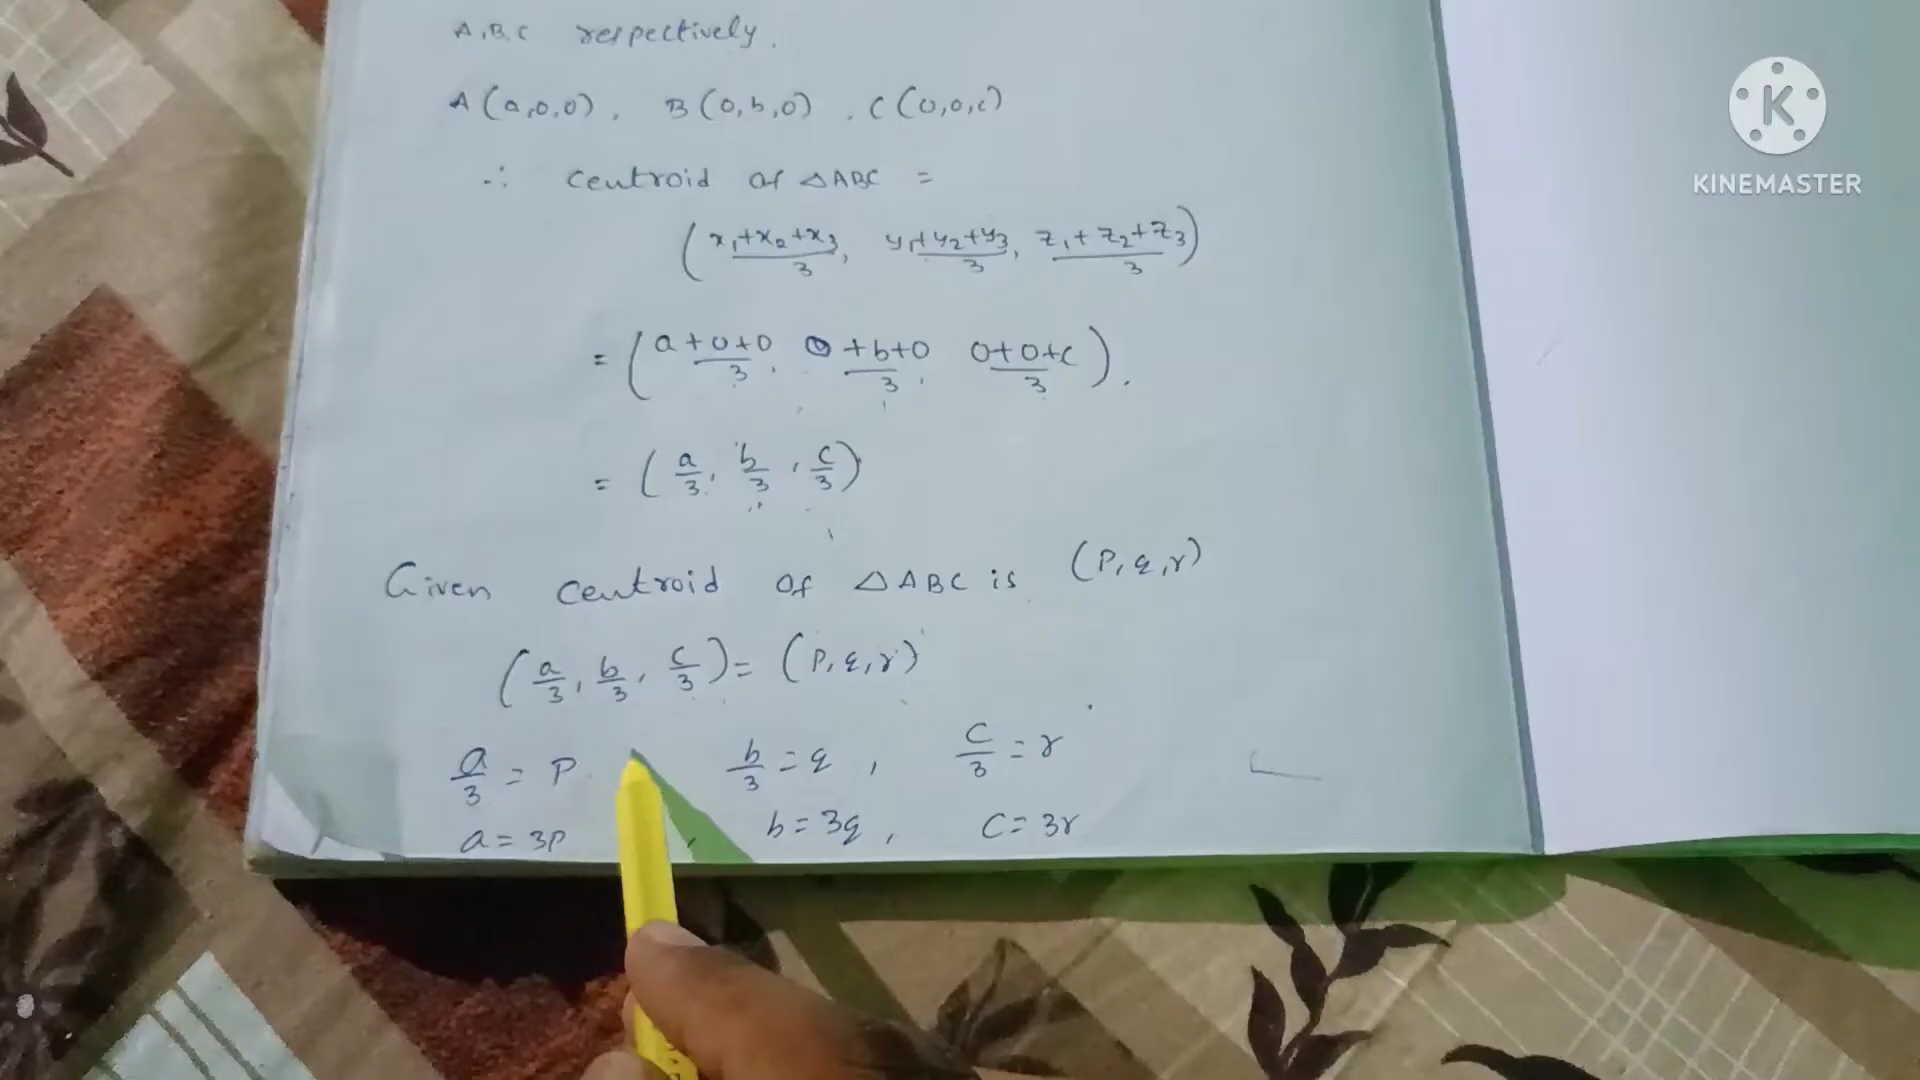 A,B,C respectively.
A(a,0,0), B(0,b,0), C(0,0,c)
∴ centroid of △ABC =
(x₁+x₂+x₃/3, y₁+y₂+y₃/3, z₁+z₂+z₃/3)
= (a+0+0/3, 0+b+0/3, 0+0+c/3).
= (a/3, b/3, c/3)
Given centroid of △ABC is (P,q,r)
(a/3, b/3, c/3) = (P,q,r)
a/3 = P b/3 = q, c/3 = r
a = 3P, b = 3q, c = 3r
K
KINEMASTER